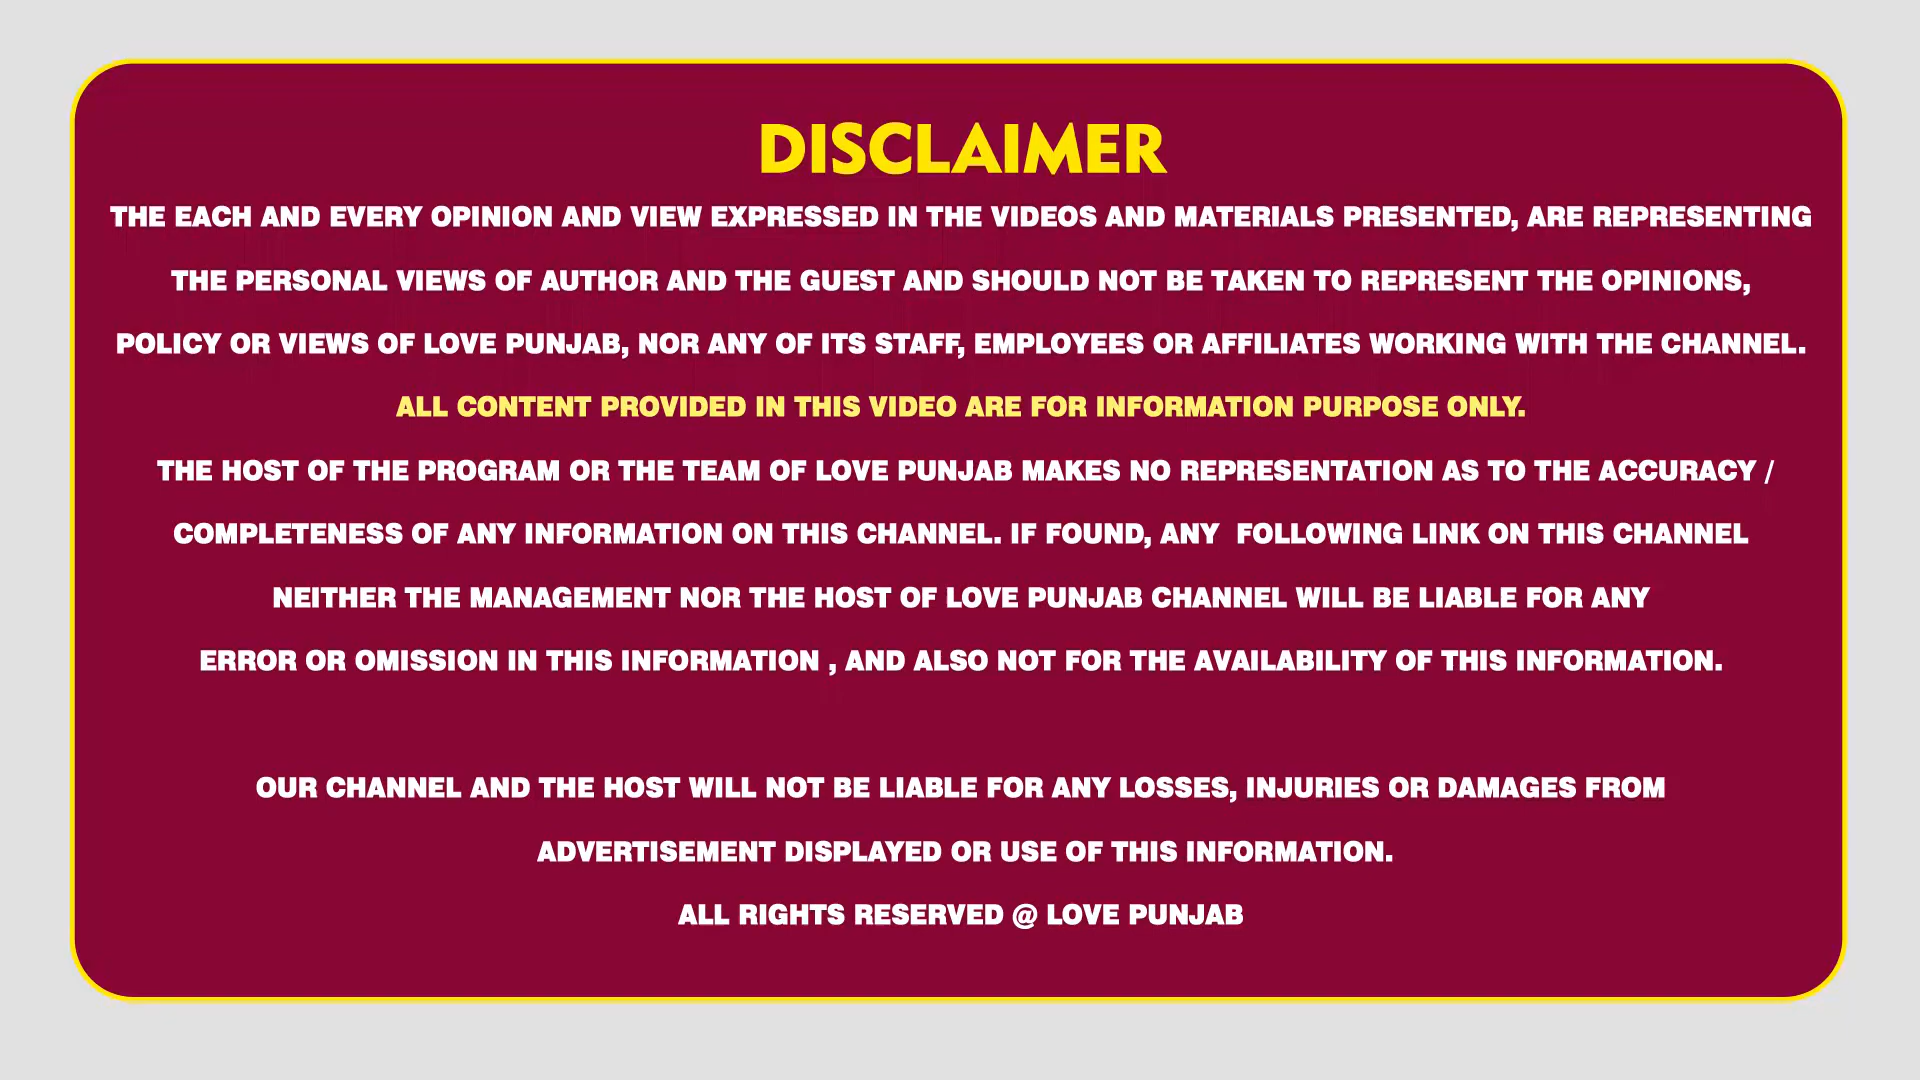 DISCLAIMER
THE EACH AND EVERY OPINION AND VIEW EXPRESSED IN THE VIDEOS AND MATERIALS PRESENTED, ARE REPRESENTING
THE PERSONAL VIEWS OF AUTHOR AND THE GUEST AND SHOULD NOT BE TAKEN TO REPRESENT THE OPINIONS,
POLICY OR VIEWS OF LOVE PUNJAB, NOR ANY OF ITS STAFF, EMPLOYEES OR AFFILIATES WORKING WITH THE CHANNEL.
ALL CONTENT PROVIDED IN THIS VIDEO ARE FOR INFORMATION PURPOSE ONLY.
THE HOST OF THE PROGRAM OR THE TEAM OF LOVE PUNJAB MAKES NO REPRESENTATION AS TO THE ACCURACY /
COMPLETENESS OF ANY INFORMATION ON THIS CHANNEL. IF FOUND, ANY  FOLLOWING LINK ON THIS CHANNEL
NEITHER THE MANAGEMENT NOR THE HOST OF LOVE PUNJAB CHANNEL WILL BE LIABLE FOR ANY
ERROR OR OMISSION IN THIS INFORMATION , AND ALSO NOT FOR THE AVAILABILITY OF THIS INFORMATION.
OUR CHANNEL AND THE HOST WILL NOT BE LIABLE FOR ANY LOSSES, INJURIES OR DAMAGES FROM
ADVERTISEMENT DISPLAYED OR USE OF THIS INFORMATION.
ALL RIGHTS RESERVED @ LOVE PUNJAB